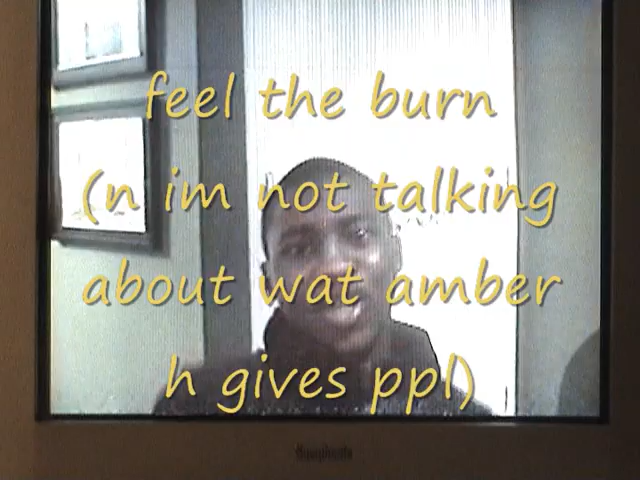 feel the burn
(n im not talking
about wat amber
h gives ppl)